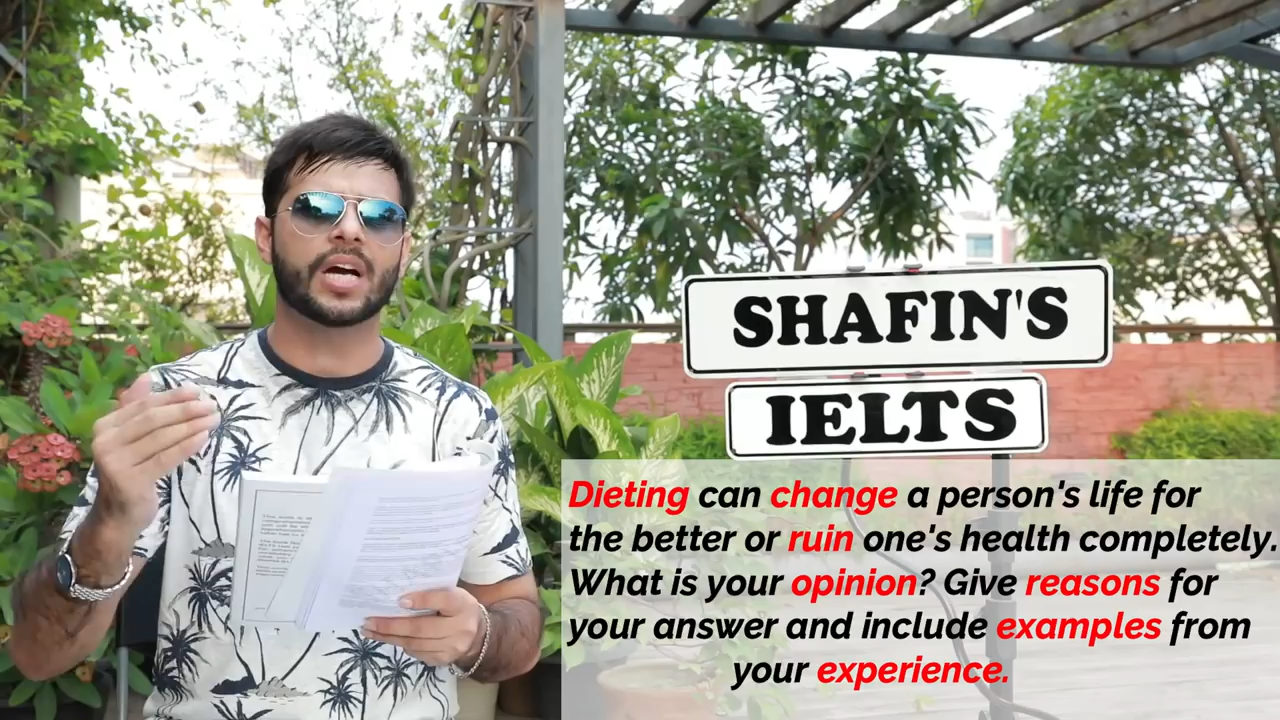 SHAFIN'S
IELTS
Dieting can change a person's life for
the better or ruin one's health completely.
What is your opinion? Give reasons for
your answer and include examples from
your experience.